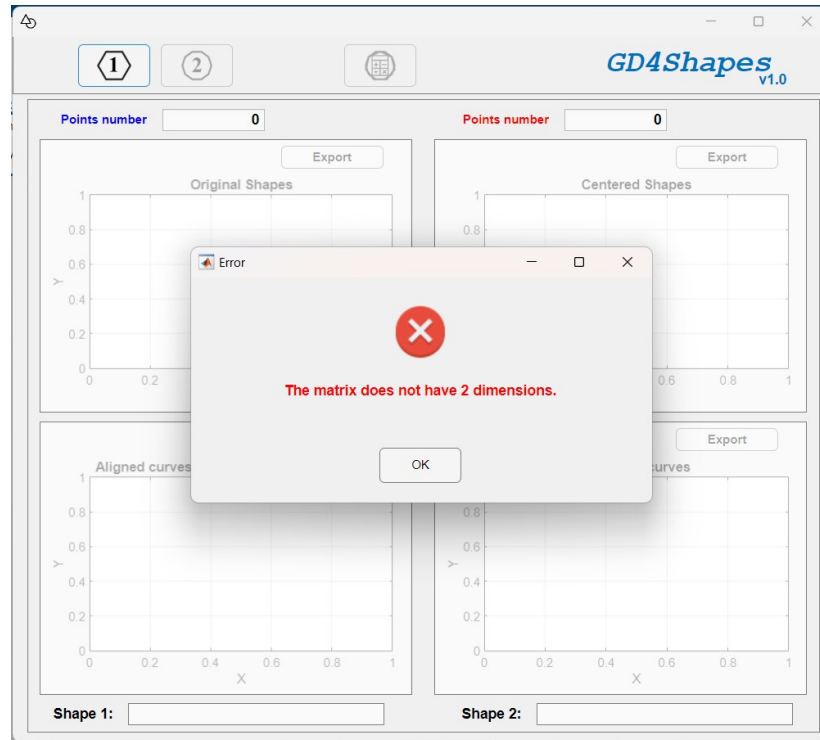 1
2
GD4Shapes
v1.0
Points number 0
Points number 0
Export
Export
Original Shapes
Centered Shapes
1
0.8
0.6
0.4
0.2
0
Y
0 0.2
1
0.8
0.6 0.8 1
Error
The matrix does not have 2 dimensions.
OK
Export
Aligned curves
urves
1
0.8
0.6
0.4
0.2
0
Y
0 0.2 0.4 0.6 0.8 1
X
0.8
0.6
0.4
0.2
0
Y
0 0.2 0.4 0.6 0.8 1
X
Shape 1:
Shape 2: